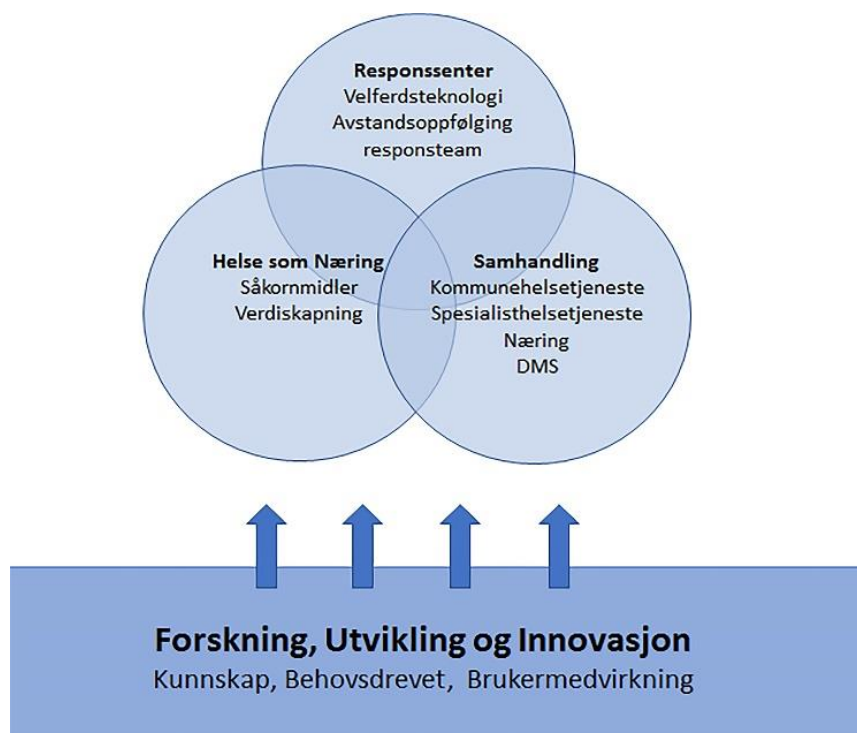 Responssenter
Velferdsteknologi
Avstandsoppfølging
responsteam
Helse som Næring
Såkornmidler
Verdiskapning
Samhandling
Kommunehelsetjeneste
Spesialisthelsetjeneste
Næring
DMS
Forskning, Utvikling og Innovasjon
Kunnskap, Behovsdrevet, Brukermedvirkning